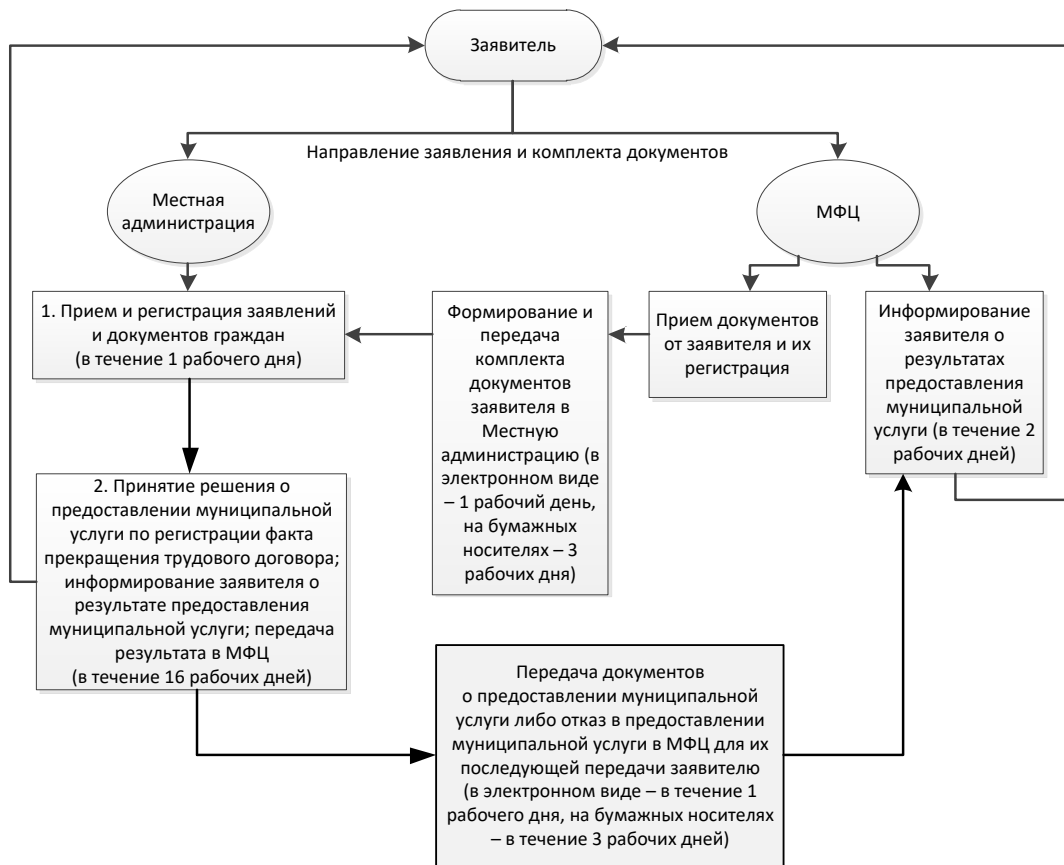 Заявитель
Направление заявления и комплекта документов
Местная
администрация
МФЦ
1. Прием и регистрация заявлений
и документов граждан
(в течение 1 рабочего дня)
Формирование и
передача
комплекта
документов
заявителя в
Местную
администрацию (в
электронном виде
– 1 рабочий день,
на бумажных
носителях – 3
рабочих дня)
Прием документов
от заявителя и их
регистрация
Информирование
заявителя о
результатах
предоставления
муниципальной
услуги (в течение 2
рабочих дней)
2. Принятие решения о
предоставлении муниципальной
услуги по регистрации факта
прекращения трудового договора;
информирование заявителя о
результате предоставления
муниципальной услуги; передача
результата в МФЦ
(в течение 16 рабочих дней)
Передача документов
о предоставлении муниципальной
услуги либо отказ в предоставлении
муниципальной услуги в МФЦ для их
последующей передачи заявителю
(в электронном виде – в течение 1
рабочего дня, на бумажных носителях
– в течение 3 рабочих дней)